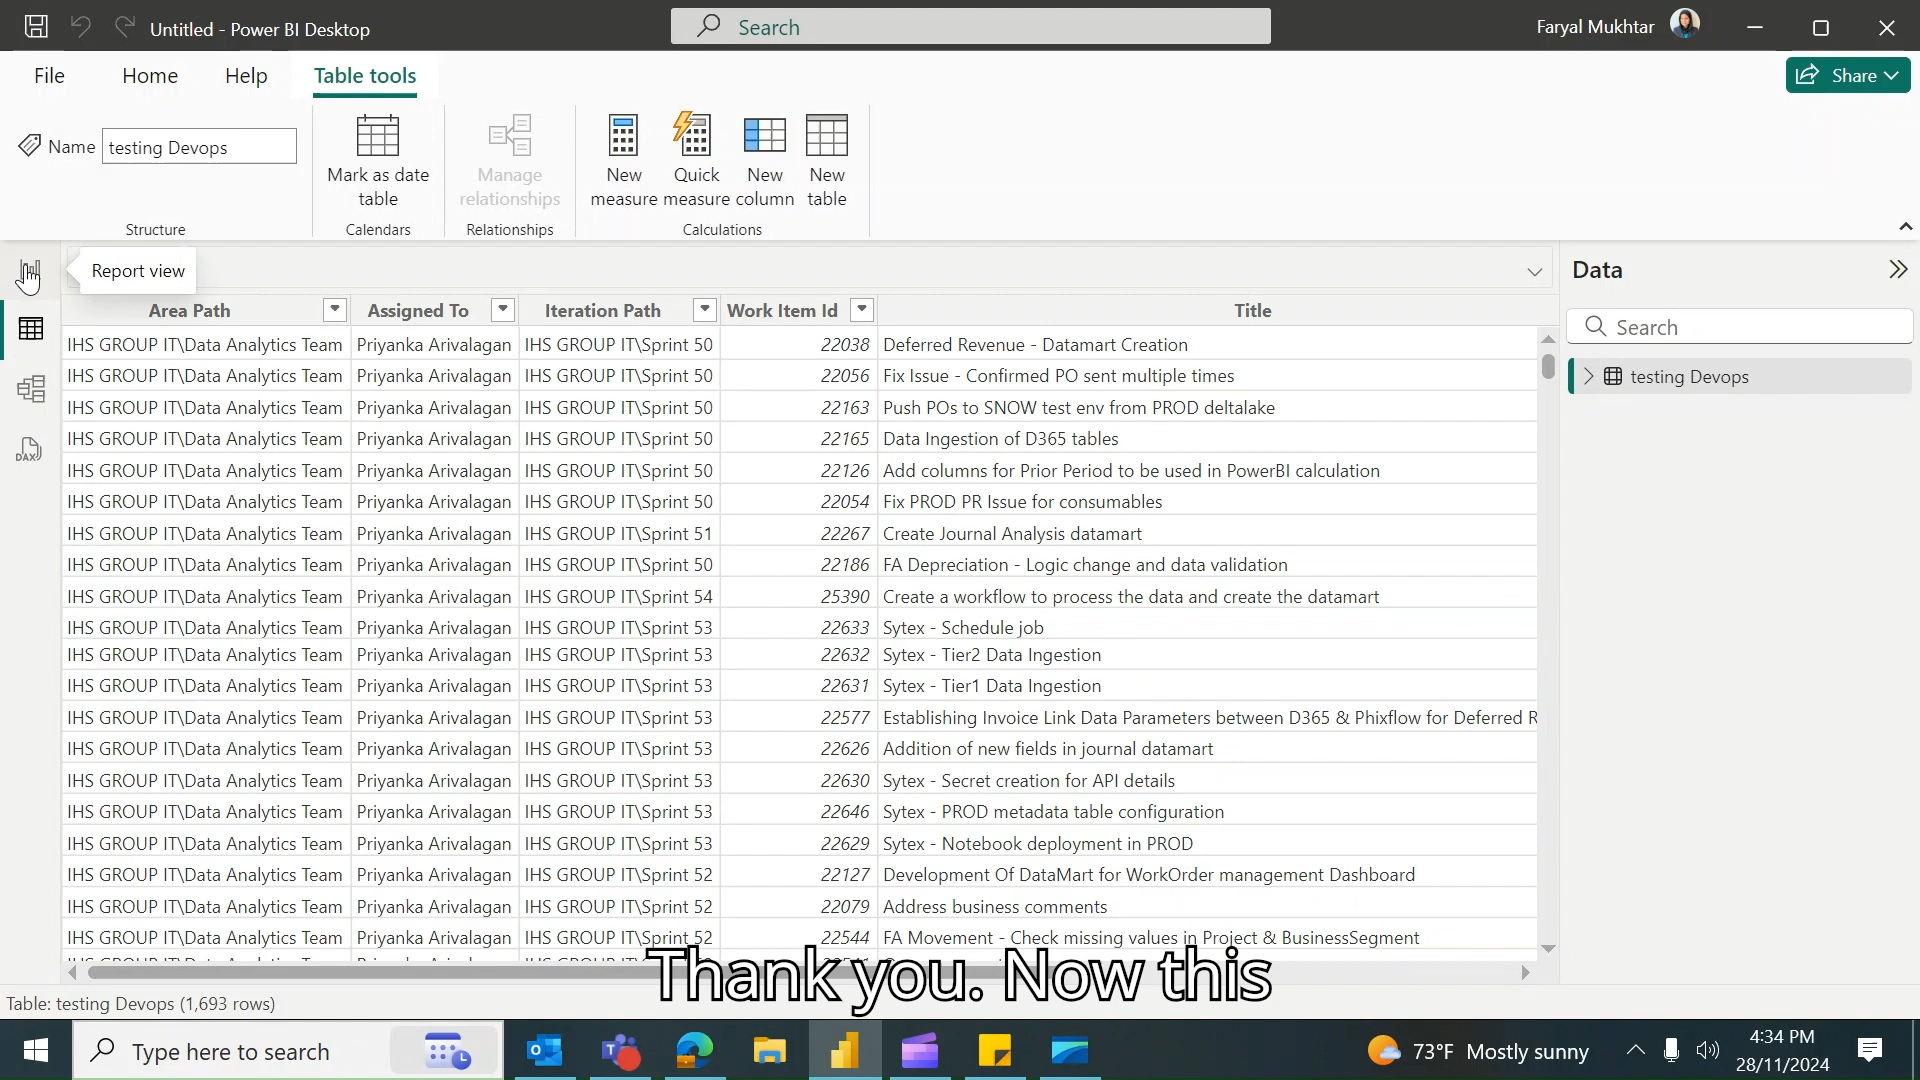 Untitled - Power BI Desktop
Search
Faryal Mukhtar
File
Home
Help
Table tools
Share
Name
testing Devops
Mark as date table
Manage relationships
New measure
Quick measure
New column
New table
Structure
Calendars
Relationships
Calculations
Report view
Data
Search
testing Devops
DAX
Area Path Assigned To Iteration Path Work Item Id Title
IHS GROUP IT\Data Analytics Team Priyanka Arivalagan IHS GROUP IT\Sprint 50 22038 Deferred Revenue - Datamart Creation
IHS GROUP IT\Data Analytics Team Priyanka Arivalagan IHS GROUP IT\Sprint 50 22056 Fix Issue - Confirmed PO sent multiple times
IHS GROUP IT\Data Analytics Team Priyanka Arivalagan IHS GROUP IT\Sprint 50 22163 Push POs to SNOW test env from PROD deltalake
IHS GROUP IT\Data Analytics Team Priyanka Arivalagan IHS GROUP IT\Sprint 50 22165 Data Ingestion of D365 tables
IHS GROUP IT\Data Analytics Team Priyanka Arivalagan IHS GROUP IT\Sprint 50 22126 Add columns for Prior Period to be used in PowerBI calculation
IHS GROUP IT\Data Analytics Team Priyanka Arivalagan IHS GROUP IT\Sprint 50 22054 Fix PROD PR Issue for consumables
IHS GROUP IT\Data Analytics Team Priyanka Arivalagan IHS GROUP IT\Sprint 51 22267 Create Journal Analysis datamart
IHS GROUP IT\Data Analytics Team Priyanka Arivalagan IHS GROUP IT\Sprint 50 22186 FA Depreciation - Logic change and data validation
IHS GROUP IT\Data Analytics Team Priyanka Arivalagan IHS GROUP IT\Sprint 54 25390 Create a workflow to process the data and create the datamart
IHS GROUP IT\Data Analytics Team Priyanka Arivalagan IHS GROUP IT\Sprint 53 22633 Sytex - Schedule job
IHS GROUP IT\Data Analytics Team Priyanka Arivalagan IHS GROUP IT\Sprint 53 22632 Sytex - Tier2 Data Ingestion
IHS GROUP IT\Data Analytics Team Priyanka Arivalagan IHS GROUP IT\Sprint 53 22631 Sytex - Tier1 Data Ingestion
IHS GROUP IT\Data Analytics Team Priyanka Arivalagan IHS GROUP IT\Sprint 53 22577 Establishing Invoice Link Data Parameters between D365 & Phixflow for Deferred R
IHS GROUP IT\Data Analytics Team Priyanka Arivalagan IHS GROUP IT\Sprint 53 22626 Addition of new fields in journal datamart
IHS GROUP IT\Data Analytics Team Priyanka Arivalagan IHS GROUP IT\Sprint 53 22630 Sytex - Secret creation for API details
IHS GROUP IT\Data Analytics Team Priyanka Arivalagan IHS GROUP IT\Sprint 53 22646 Sytex - PROD metadata table configuration
IHS GROUP IT\Data Analytics Team Priyanka Arivalagan IHS GROUP IT\Sprint 53 22629 Sytex - Notebook deployment in PROD
IHS GROUP IT\Data Analytics Team Priyanka Arivalagan IHS GROUP IT\Sprint 52 22127 Development Of DataMart for WorkOrder management Dashboard
IHS GROUP IT\Data Analytics Team Priyanka Arivalagan IHS GROUP IT\Sprint 52 22079 Address business comments
IHS GROUP IT\Data Analytics Team Priyanka Arivalagan IHS GROUP IT\Sprint 52 22544 FA Movement - Check missing values in Project & BusinessSegment
Thank you. Now this
Table: testing Devops (1,693 rows)
Type here to search
73°F Mostly sunny
4:34 PM
28/11/2024